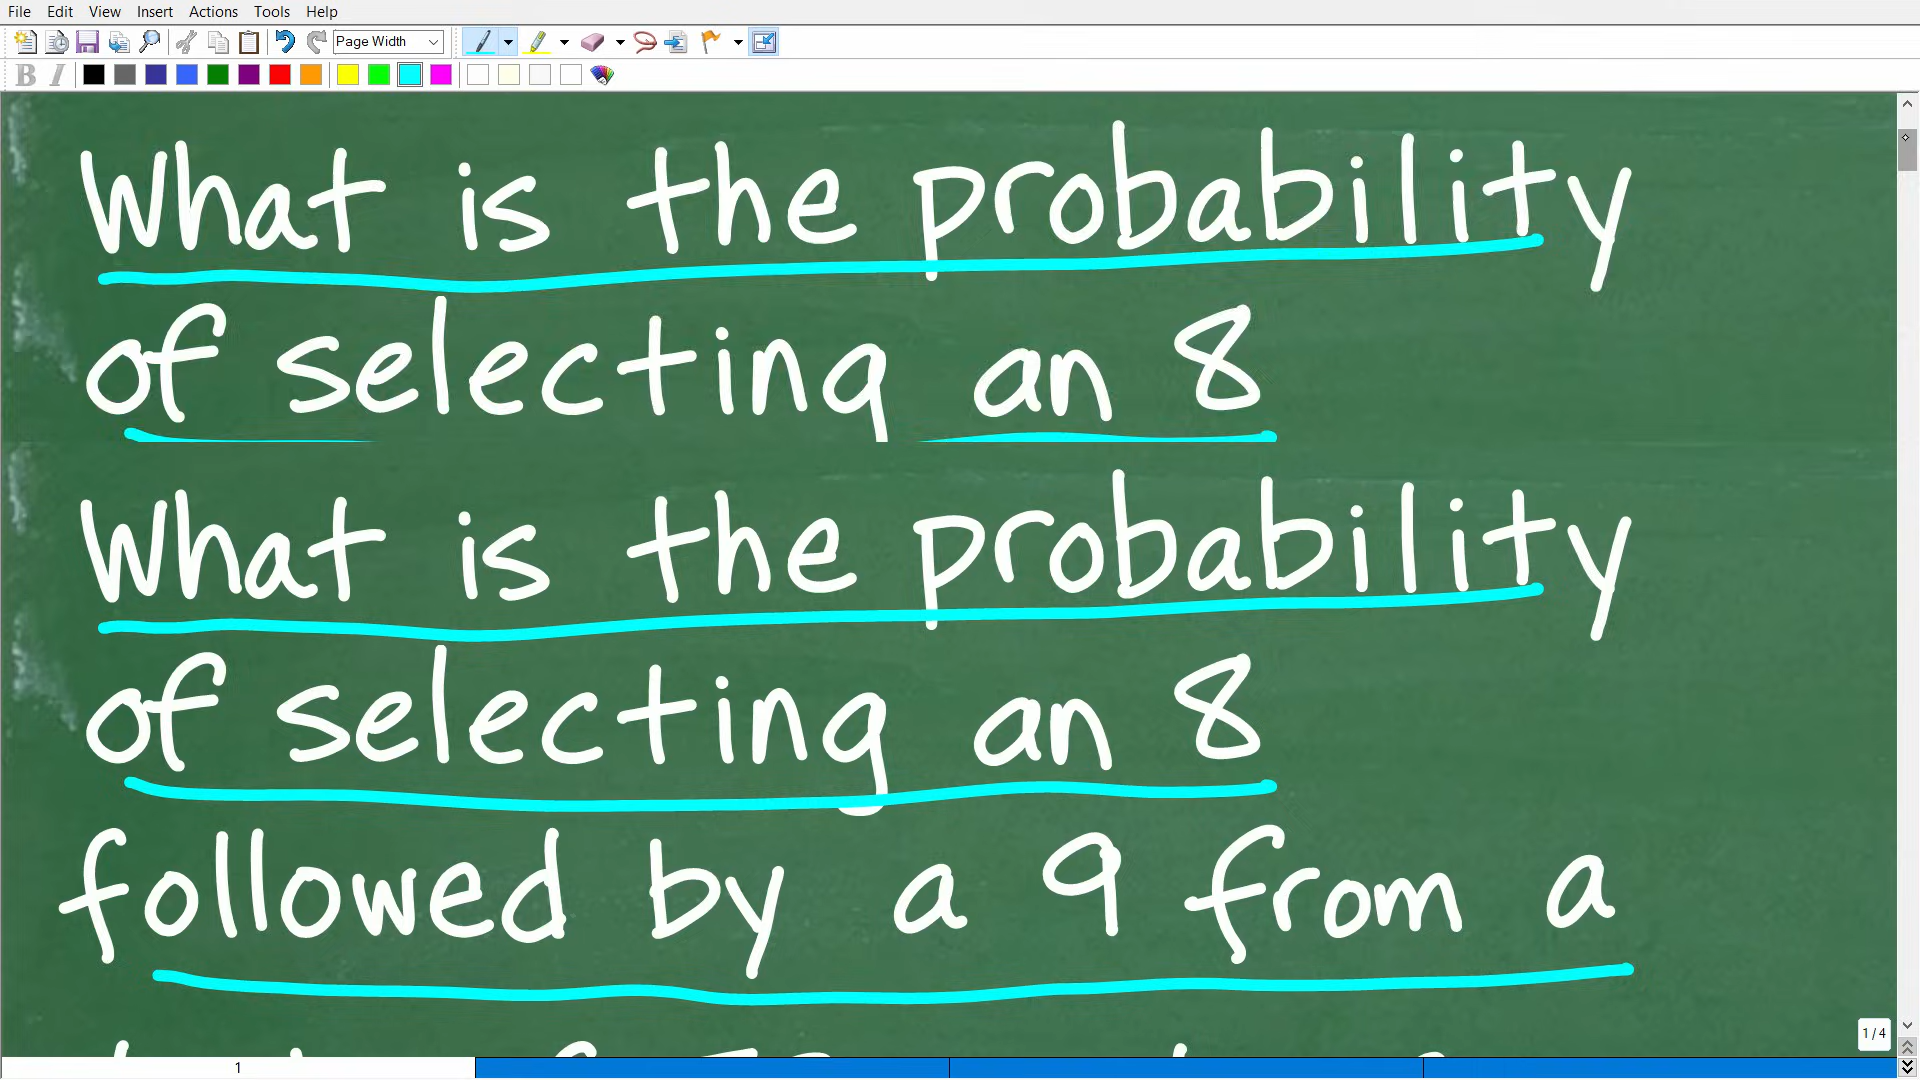 File Edit View Insert Actions Tools Help
Page Width
B I
What is the probability
of selecting an 8
What is the probability
of selecting an 8
followed by a 9 from a
1 / 4
1